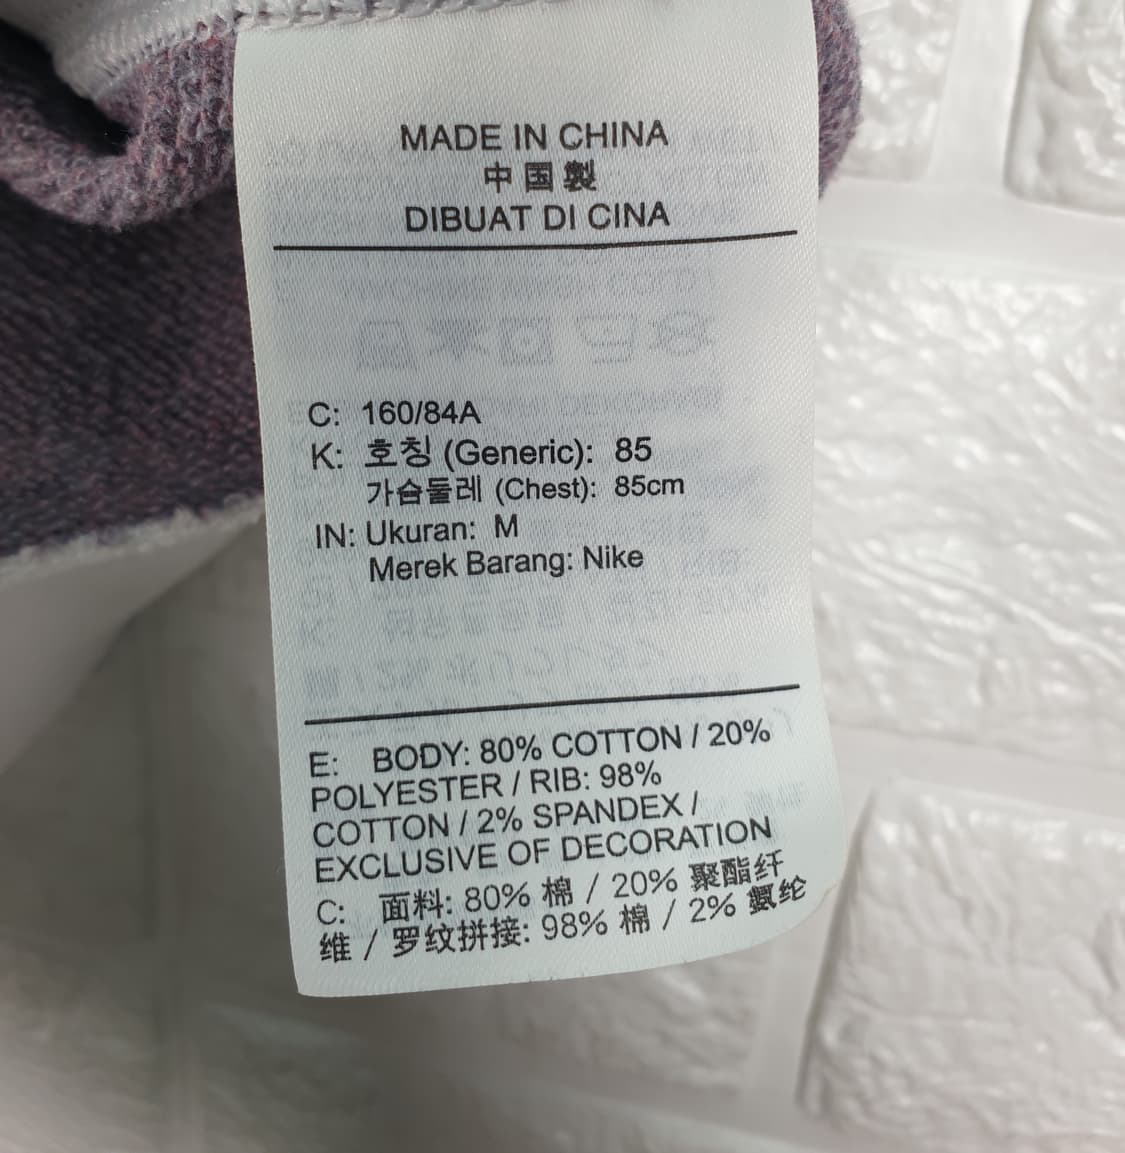 MADE IN CHINA
中国製
DIBUAT DI CINA
C: 160/84A
K: 호칭 (Generic): 85
가슴둘레 (Chest): 85cm
IN: Ukuran: M
Merek Barang: Nike
E: BODY: 80% COTTON / 20%
POLYESTER / RIB: 98%
COTTON / 2% SPANDEX /
EXCLUSIVE OF DECORATION
C: 面料: 80% 棉 / 20% 聚酯纤
维 / 罗纹拼接: 98% 棉 / 2% 氨纶